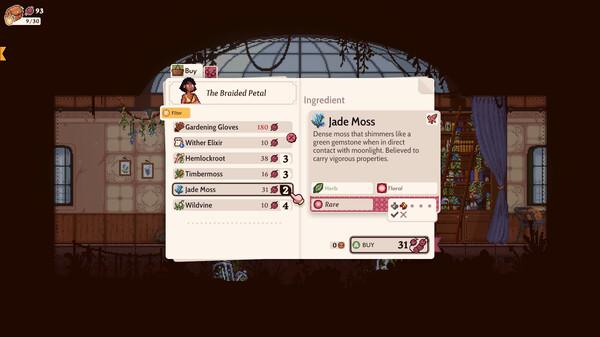 93
9/30
Buy
The Braided Petal
Filter
Gardening Gloves 180
Wither Elixir 10
Hemlockroot 38 3
Timbermoss 16 3
Jade Moss 31 2
Wildvine 10 4
Ingredient
Jade Moss
Dense moss that shimmers like a
green gemstone when in direct
contact with moonlight. Believed to
carry vigorous properties.
Herb
Floral
Rare
0
A BUY 31